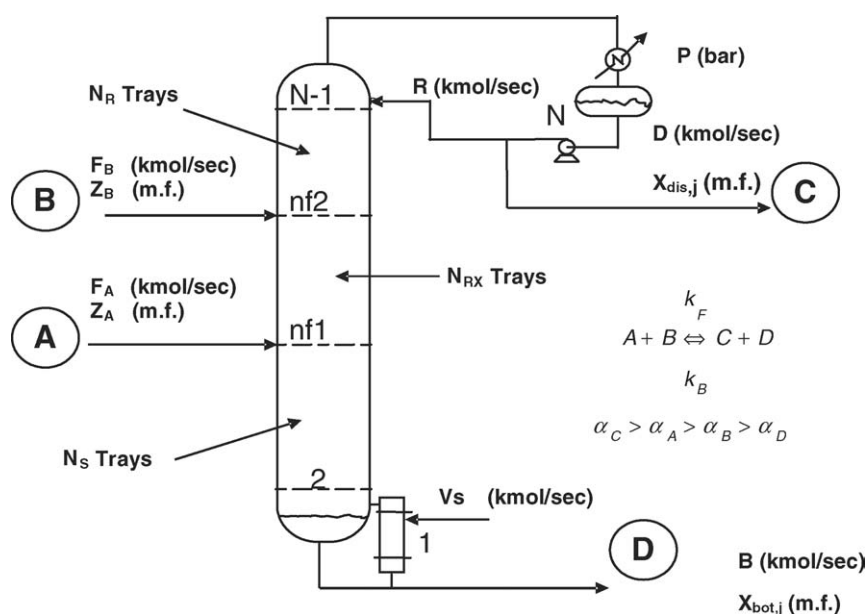 P (bar)
R (kmol/sec)
N-1
N
N_R Trays
D (kmol/sec)
F_B (kmol/sec)
Z_B (m.f.)
B
X_dis,j (m.f.)
C
nf2
N_RX Trays
F_A (kmol/sec)
Z_A (m.f.)
A
nf1
k_F
A + B ⇔ C + D
k_B
α_C > α_A > α_B > α_D
N_S Trays
2
Vs (kmol/sec)
1
D
B (kmol/sec)
X_bot,j (m.f.)